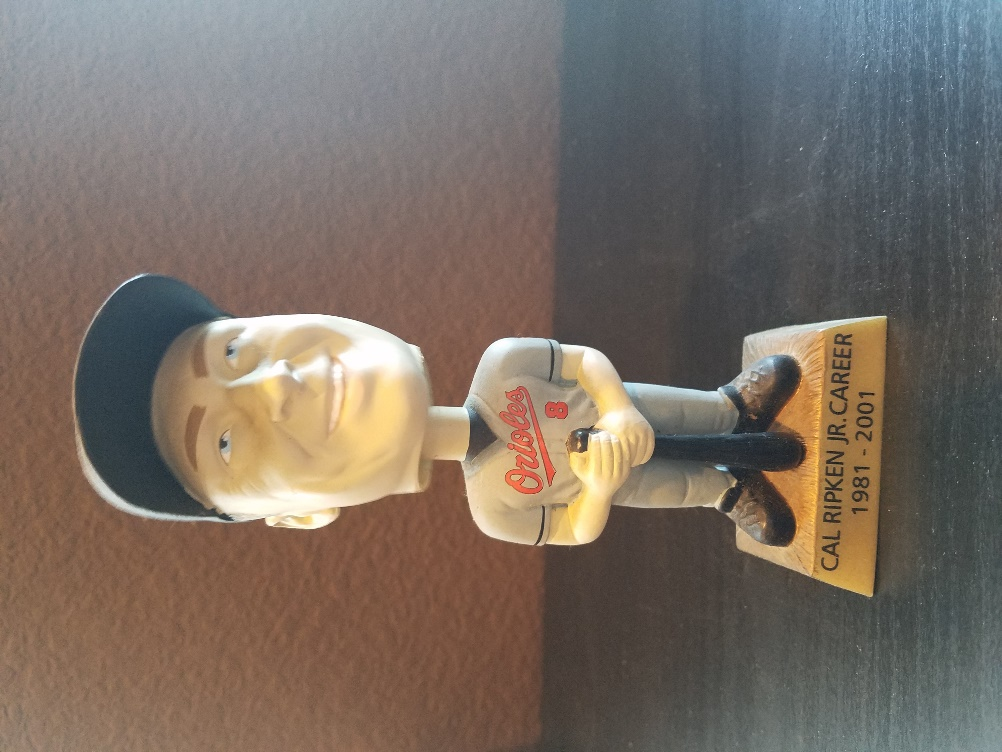 Orioles
8
CAL RIPKEN JR. CAREER
1981 - 2001